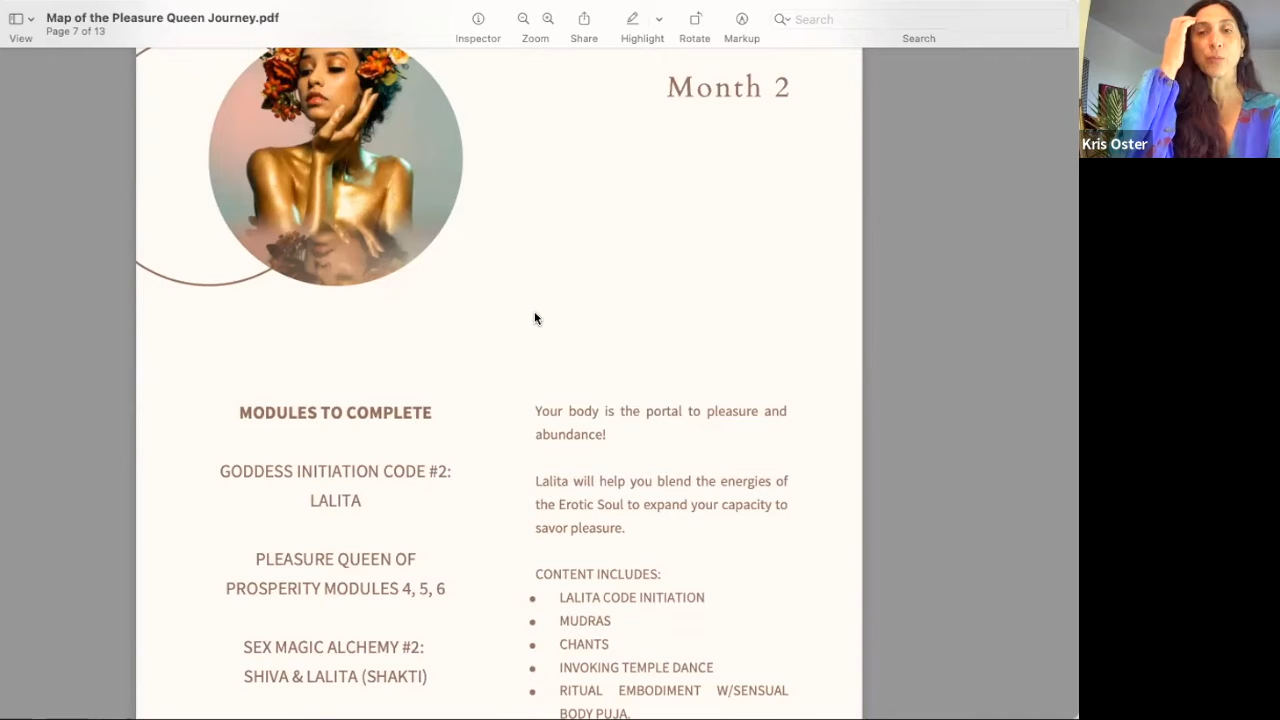 Map of the Pleasure Queen Journey.pdf
Page 7 of 13
View
Inspector
Zoom
Share
Highlight
Rotate
Markup
Search
Search
Kris Oster
Month 2
MODULES TO COMPLETE
GODDESS INITIATION CODE #2:
LALITA
PLEASURE QUEEN OF
PROSPERITY MODULES 4, 5, 6
SEX MAGIC ALCHEMY #2:
SHIVA & LALITA (SHAKTI)
Your body is the portal to pleasure and
abundance!
Lalita will help you blend the energies of
the Erotic Soul to expand your capacity to
savor pleasure.
CONTENT INCLUDES:
• LALITA CODE INITIATION
• MUDRAS
• CHANTS
• INVOKING TEMPLE DANCE
• RITUAL EMBODIMENT W/SENSUAL
BODY PUJA.